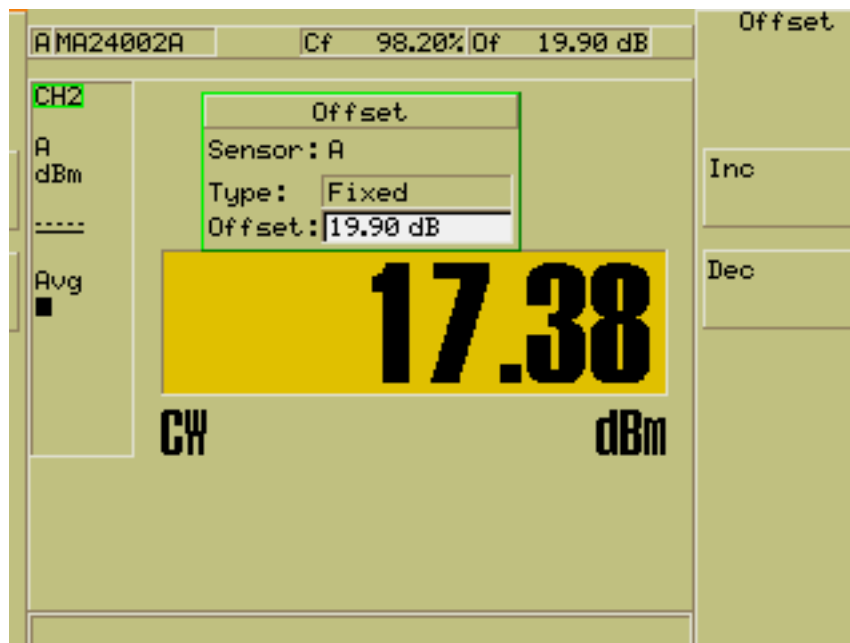 Offset
A MA24002A Cf 98.20% Of 19.90 dB
CH2
A
dBm
-----
Avg
Offset
Sensor: A
Type: Fixed
Offset: 19.90 dB
17.38
CW dBm
Inc
Dec